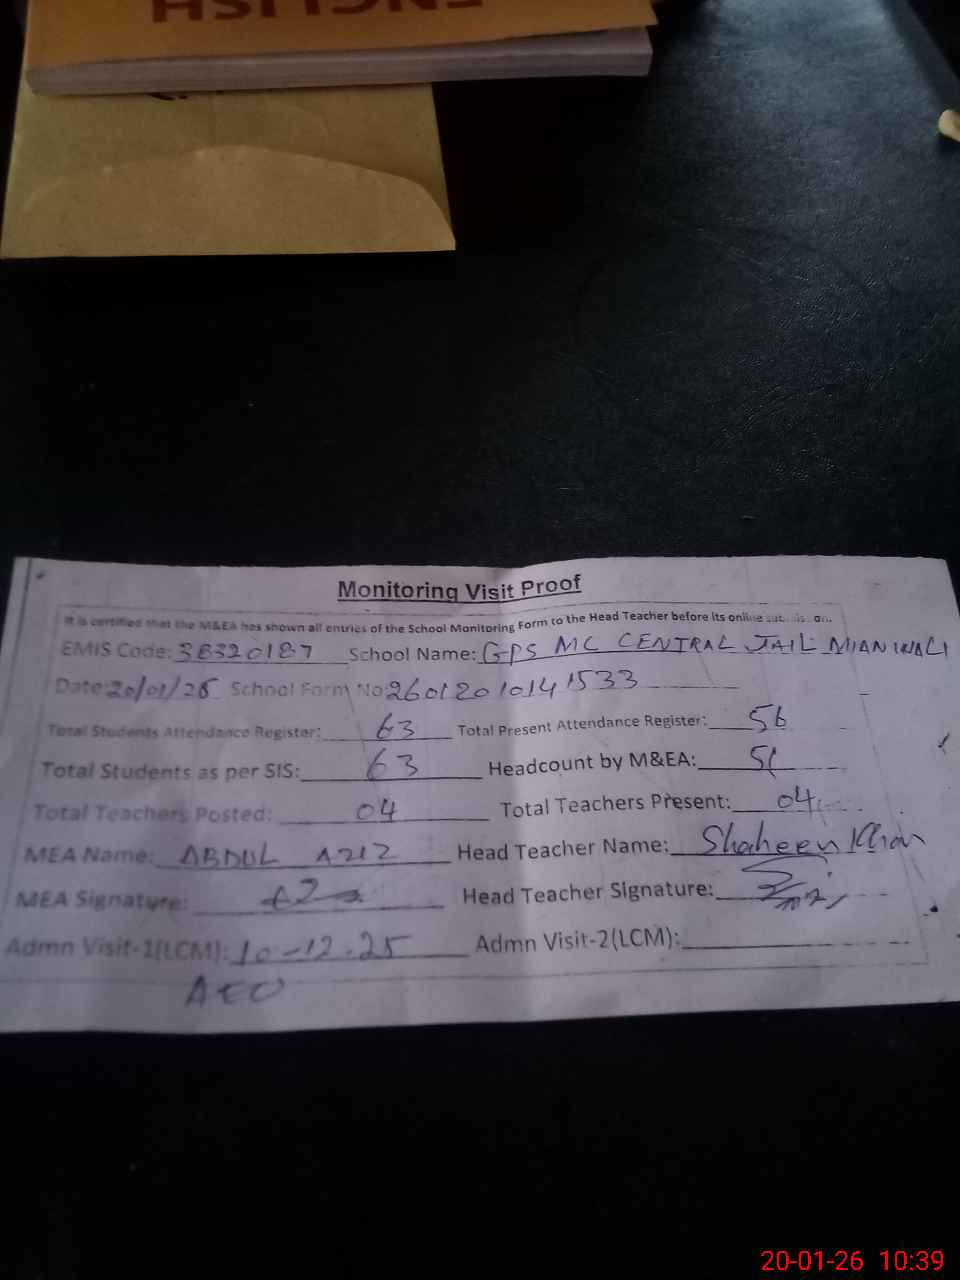 ENGLISH
Monitoring Visit Proof
It is certified that the M&EA has shown all entries of the School Monitoring Form to the Head Teacher before its online
EMIS Code: 38320187 School Name: GPS MC CENTRAL JAIL MIANWALI
Date: 20/01/26 School Form No: 26012010141533
Total Students Attendance Register: 63 Total Present Attendance Register: 56
Total Students as per SIS: 63 Headcount by M&EA:
Total Teachers Posted: 04 Total Teachers Present: 04
MEA Name: ABDUL AZIZ Head Teacher Name: Shaheen Khan
MEA Signature: Head Teacher Signature:
Admn Visit-1(LCM): 10-12-25 Admn Visit-2(LCM):
AEO
20-01-26 10:39